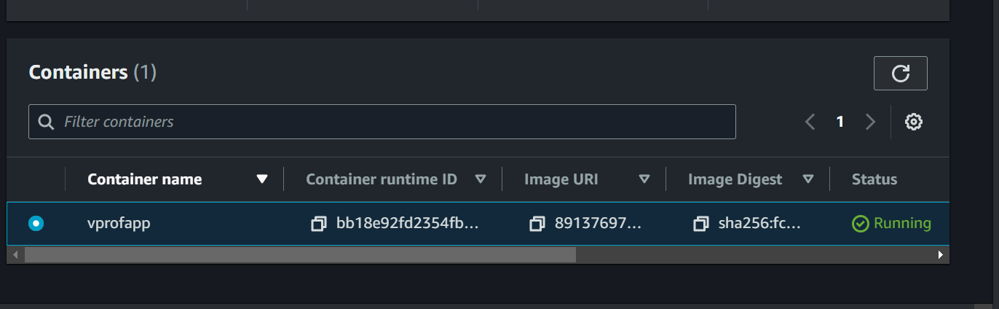 Containers (1)
Filter containers
1
Container name Container runtime ID Image URI Image Digest Status
vprofapp bb18e92fd2354fb... 89137697... sha256:fc... Running